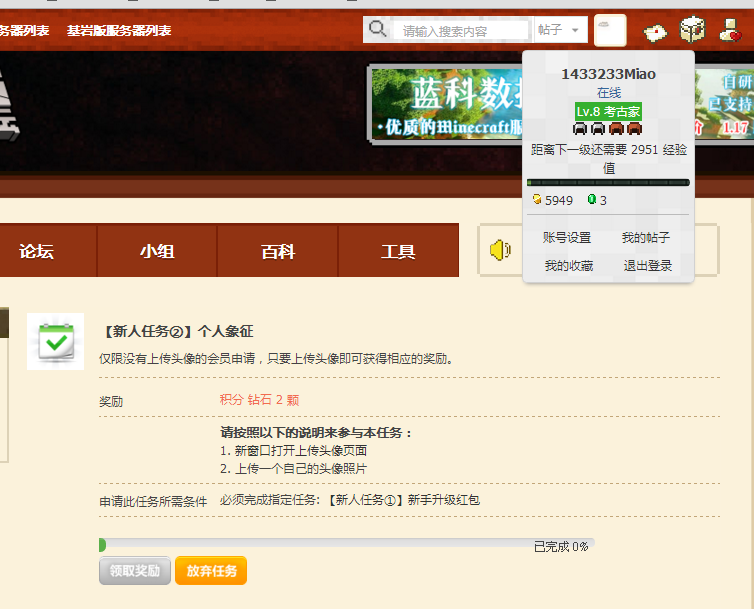 务器列表 基岩版服务器列表
请输入搜索内容
帖子
蓝科数
·优质的Minecraft服
自研
已支持
1.17
1433233Miao
在线
Lv.8 考古家
距离下一级还需要 2951 经验
值
5949 3
账号设置 我的帖子
我的收藏 退出登录
论坛 小组 百科 工具
【新人任务②】个人象征
仅限没有上传头像的会员申请，只要上传头像即可获得相应的奖励。
奖励 积分 钻石 2 颗
请按照以下的说明来参与本任务：
1. 新窗口打开上传头像页面
2. 上传一个自己的头像照片
申请此任务所需条件 必须完成指定任务: 【新人任务①】新手升级红包
已完成 0%
领取奖励 放弃任务